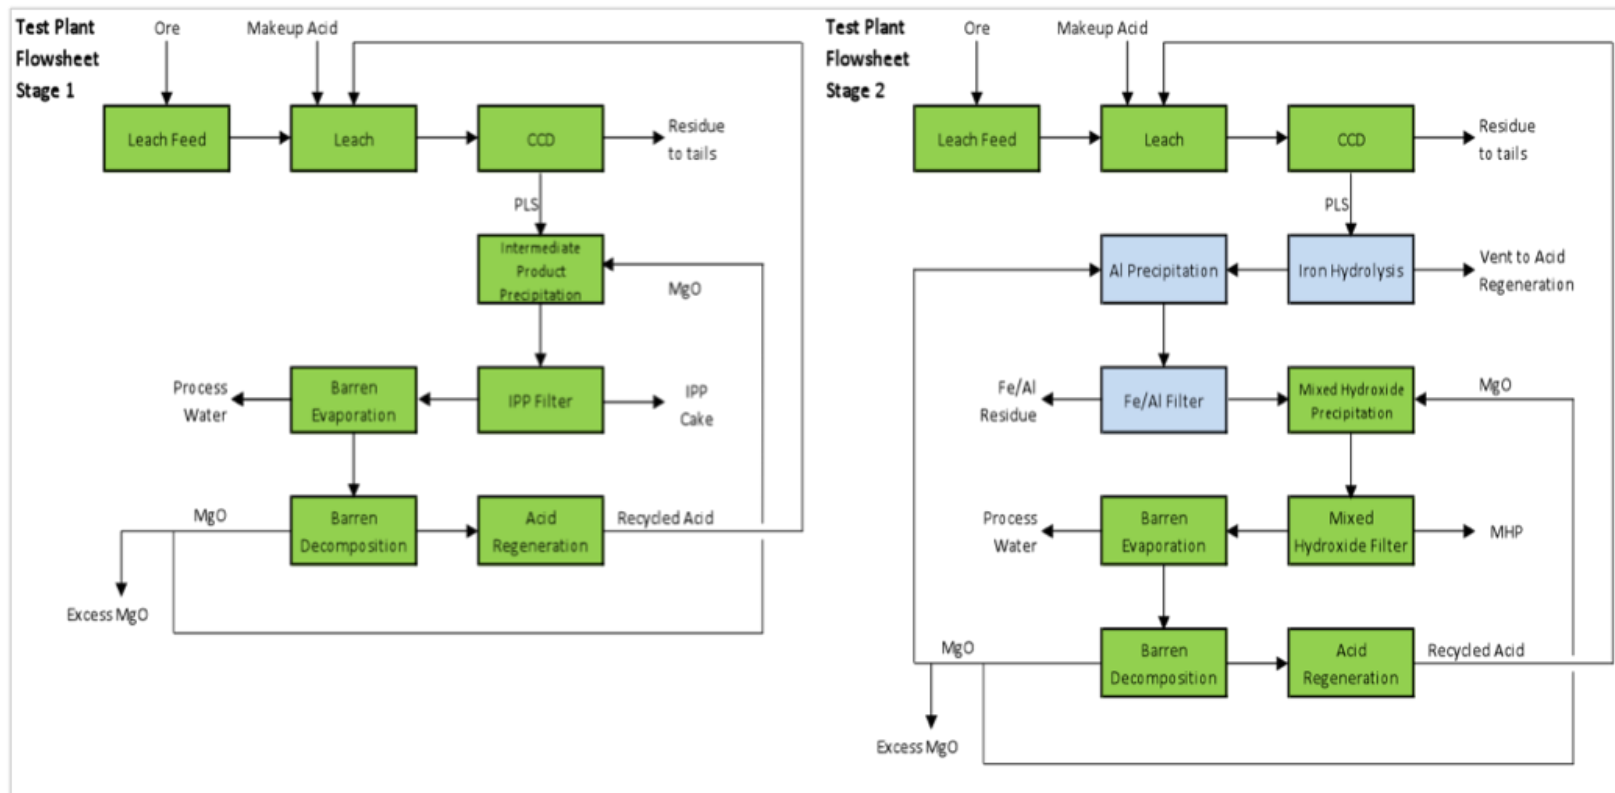 Test Plant
Flowsheet
Stage 1
Ore
Makeup Acid
Leach Feed
Leach
CCD
Residue
to tails
PLS
Intermediate
Product
Precipitation
MgO
Process
Water
Barren
Evaporation
IPP Filter
IPP
Cake
MgO
Barren
Decomposition
Acid
Regeneration
Recycled Acid
Excess MgO
Test Plant
Flowsheet
Stage 2
Ore
Makeup Acid
Leach Feed
Leach
CCD
Residue
to tails
PLS
Al Precipitation
Iron Hydrolysis
Vent to Acid
Regeneration
Fe/Al
Residue
Fe/Al Filter
Mixed Hydroxide
Precipitation
MgO
Process
Water
Barren
Evaporation
Mixed
Hydroxide Filter
MHP
MgO
Barren
Decomposition
Acid
Regeneration
Recycled Acid
Excess MgO